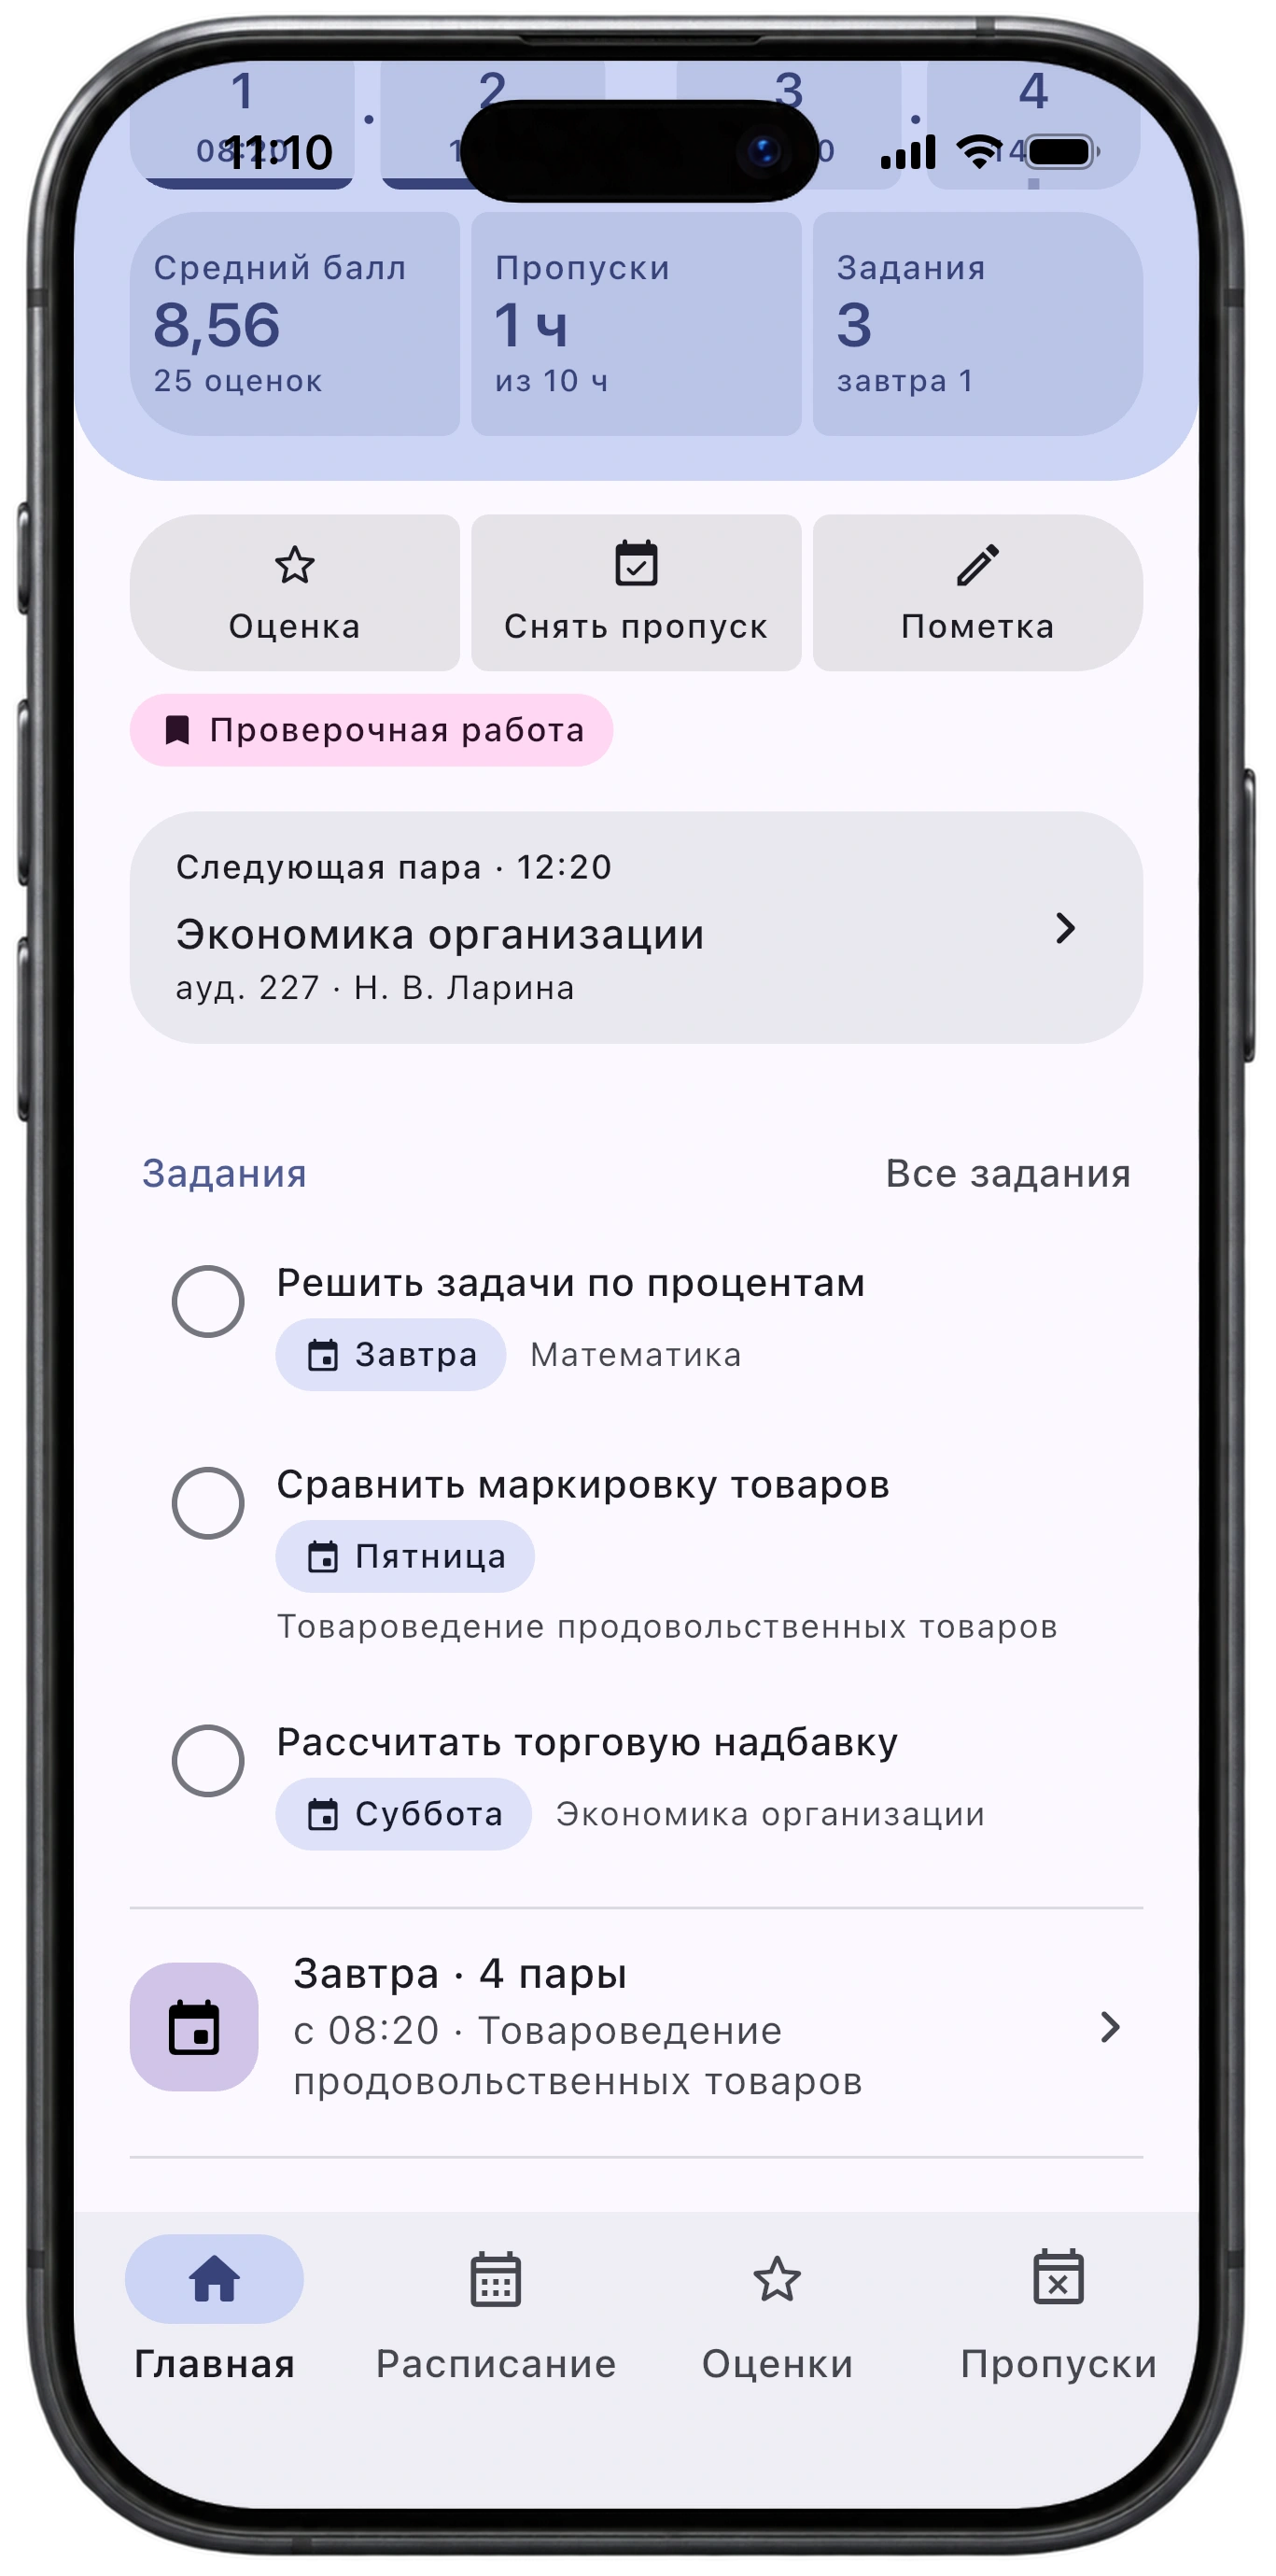 1
2
3
4
11:10
Средний балл
8,56
25 оценок
Пропуски
1 ч
из 10 ч
Задания
3
завтра 1
Оценка
Снять пропуск
Пометка
Проверочная работа
Следующая пара · 12:20
Экономика организации
ауд. 227 · Н. В. Ларина
Задания
Все задания
Решить задачи по процентам
Завтра
Математика
Сравнить маркировку товаров
Пятница
Товароведение продовольственных товаров
Рассчитать торговую надбавку
Суббота
Экономика организации
Завтра · 4 пары
с 08:20 · Товароведение
продовольственных товаров
Главная
Расписание
Оценки
Пропуски